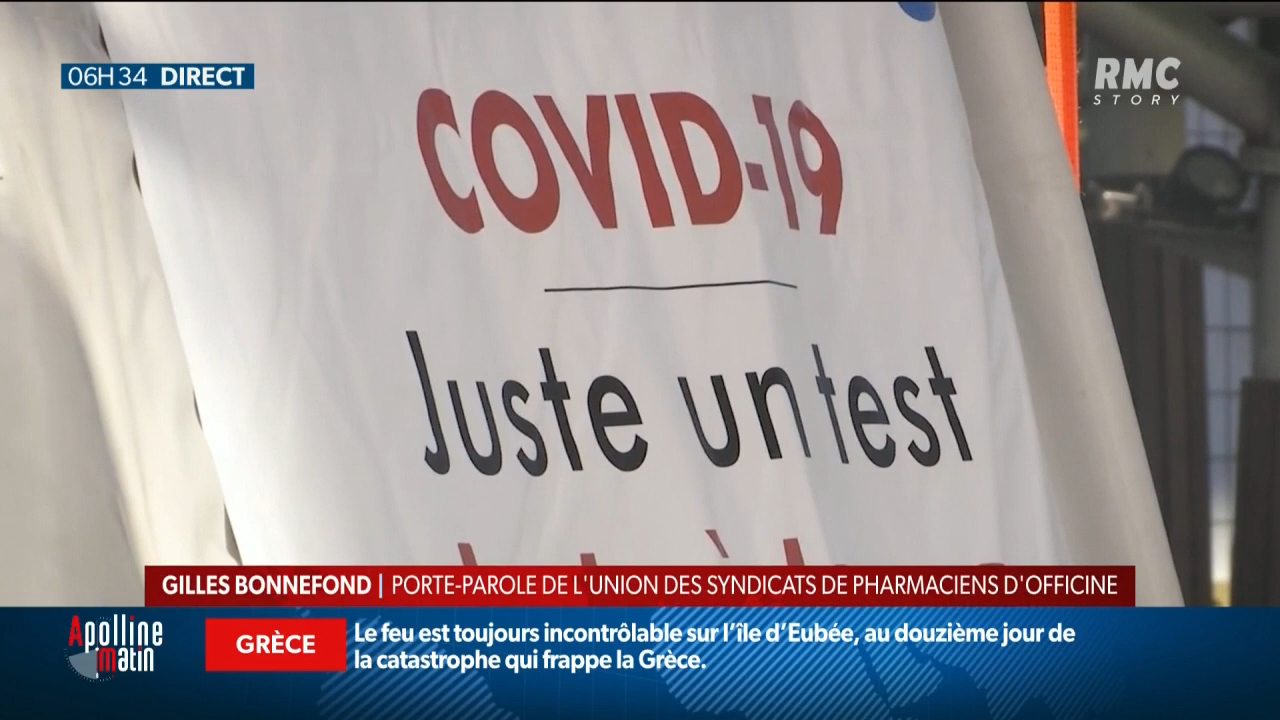 06H34 DIRECT
RMC
STORY
COVID-19
Juste un test
GILLES BONNEFOND | PORTE-PAROLE DE L'UNION DES SYNDICATS DE PHARMACIENS D'OFFICINE
Apolline
Matin
GRÈCE
Le feu est toujours incontrôlable sur l'île d'Eubée, au douzième jour de
la catastrophe qui frappe la Grèce.